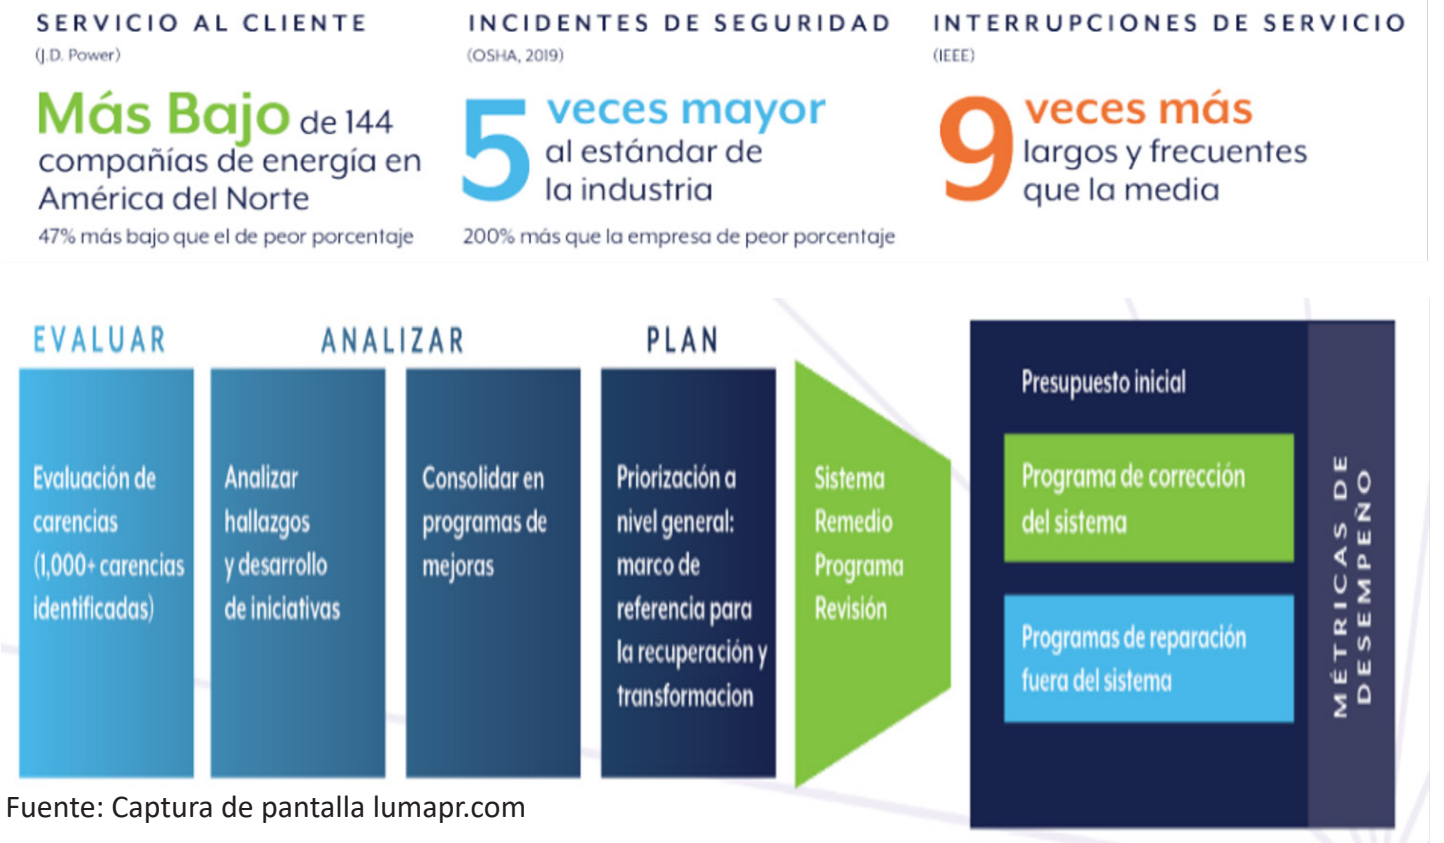 SERVICIO AL CLIENTE
(J.D. Power)
Más Bajo de 144
compañías de energía en
América del Norte
47% más bajo que el de peor porcentaje
INCIDENTES DE SEGURIDAD
(OSHA, 2019)
5 veces mayor
al estándar de
la industria
200% más que la empresa de peor porcentaje
INTERRUPCIONES DE SERVICIO
(IEEE)
9 veces más
largos y frecuentes
que la media
EVALUAR
Evaluación de
carencias
(1,000+ carencias
identificadas)
ANALIZAR
Analizar
hallazgos
y desarrollo
de iniciativas
Consolidar en
programas de
mejoras
PLAN
Priorización a
nivel general:
marco de
referencia para
la recuperación y
transformacion
Sistema
Remedio
Programa
Revisión
Presupuesto inicial
Programa de corrección
del sistema
Programas de reparación
fuera del sistema
MÉTRICAS DE
DESEMPEÑO
Fuente: Captura de pantalla lumapr.com